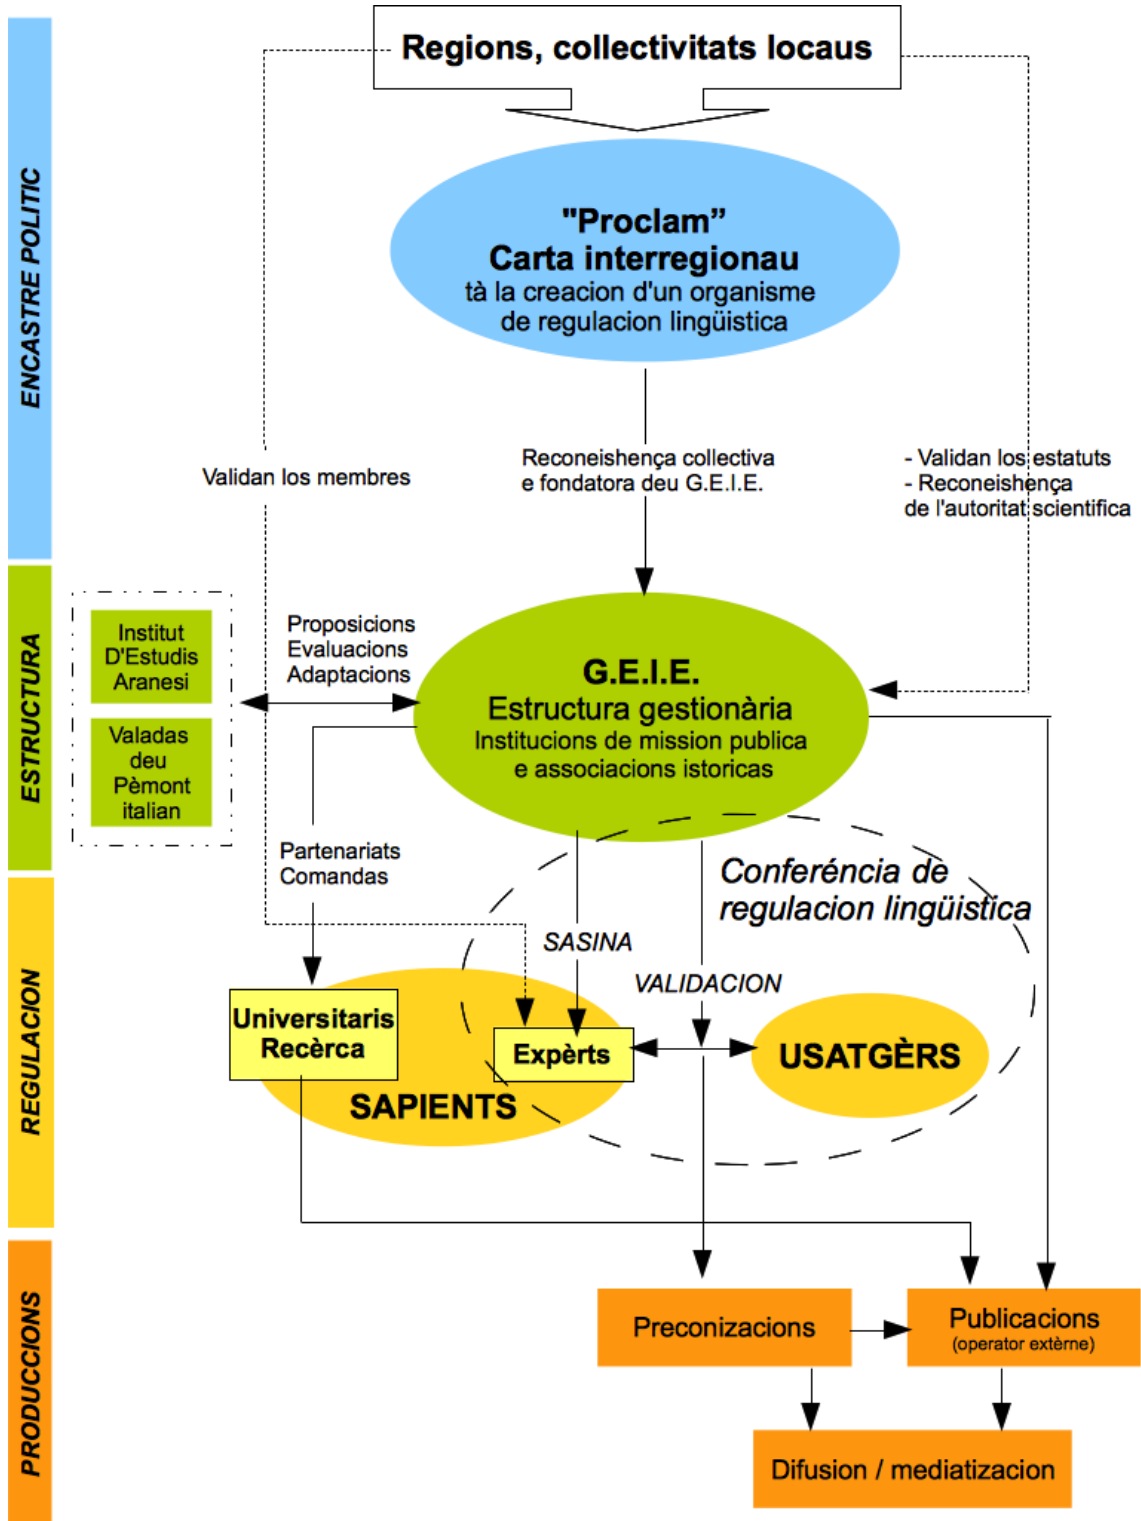 Regions, collectivitats locaus
ENCASTRE POLITIC
"Proclam”
Carta interregionau
tà la creacion d'un organisme
de regulacion lingüistica
Validan los membres
Reconeishença collectiva
e fondatora deu G.E.I.E.
- Validan los estatuts
- Reconeishença
de l'autoritat scientifica
ESTRUCTURA
Institut
D'Estudis
Aranesi
Valadas
deu
Pèmont
italian
Proposicions
Evaluacions
Adaptacions
G.E.I.E.
Estructura gestionària
Institucions de mission publica
e associacions istoricas
Partenariats
Comandas
Conferéncia de
regulacion lingüistica
REGULACION
SASINA
VALIDACION
Universitaris
Recèrca
Expèrts
SAPIENTS
USATGÈRS
PRODUCCIONS
Preconizacions
Publicacions
(operator extèrne)
Difusion / mediatizacion